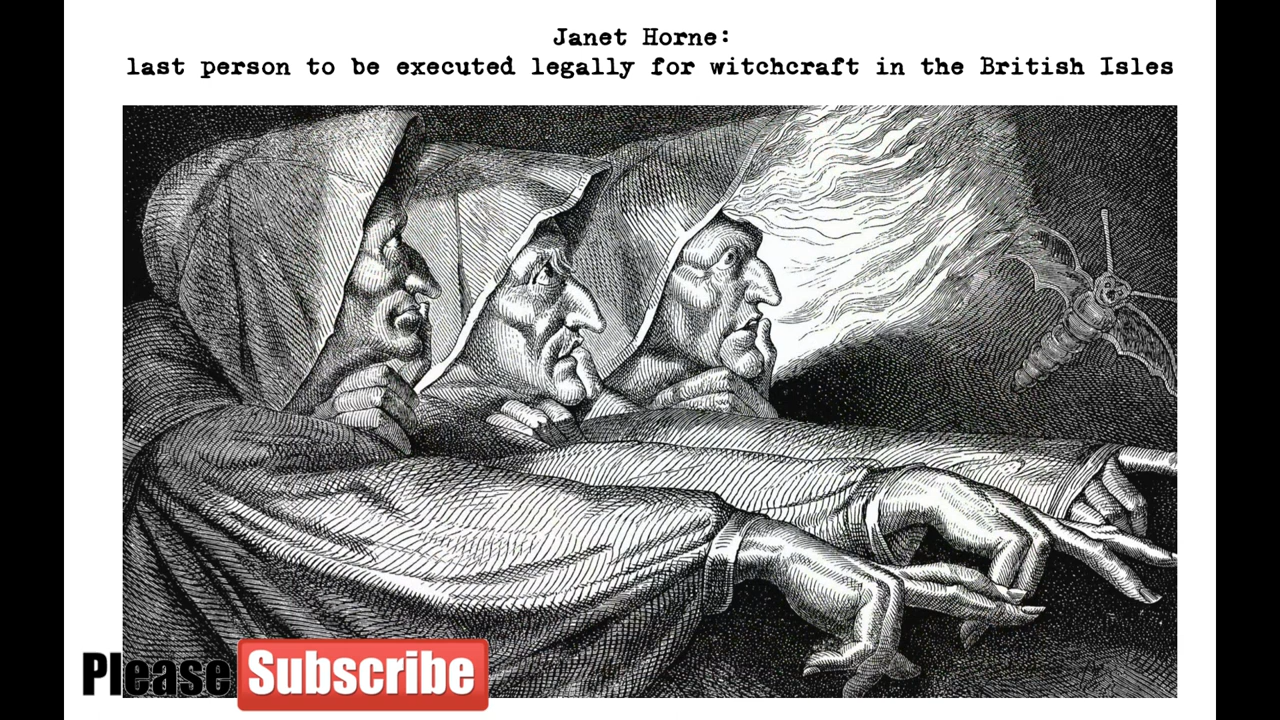 Janet Horne:
last person to be executed legally for witchcraft in the British Isles
Please Subscribe